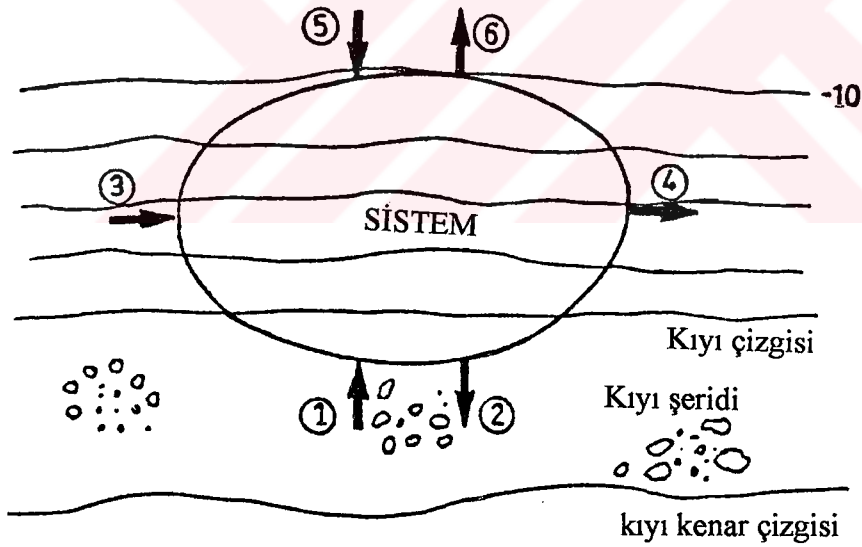 ⑤ ⑥
-10
③ ④
SİSTEM
Kıyı çizgisi
Kıyı şeridi
① ②
kıyı kenar çizgisi